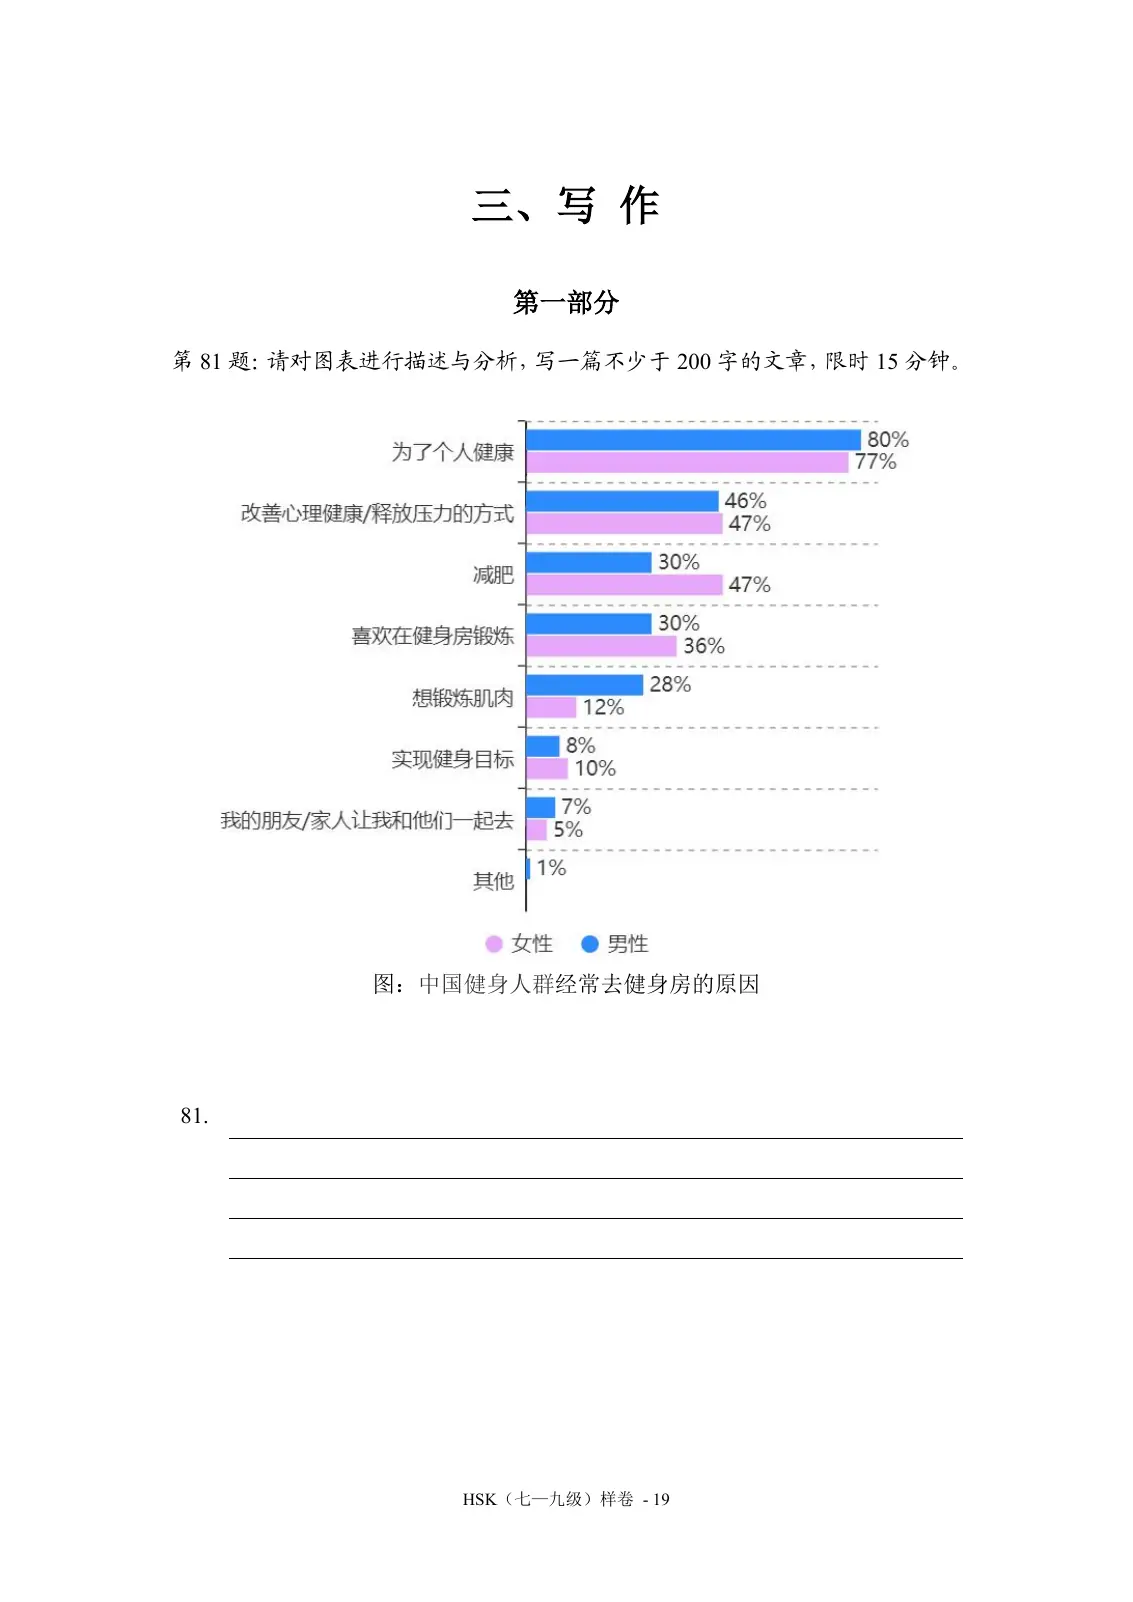 三、写 作
第一部分
第 81 题：请对图表进行描述与分析，写一篇不少于 200 字的文章，限时 15 分钟。
为了个人健康
80%
77%
改善心理健康/释放压力的方式
46%
47%
减肥
30%
47%
喜欢在健身房锻炼
30%
36%
想锻炼肌肉
28%
12%
实现健身目标
8%
10%
我的朋友/家人让我和他们一起去
7%
5%
其他
1%
女性 男性
图：中国健身人群经常去健身房的原因
81.
HSK（七—九级）样卷 - 19